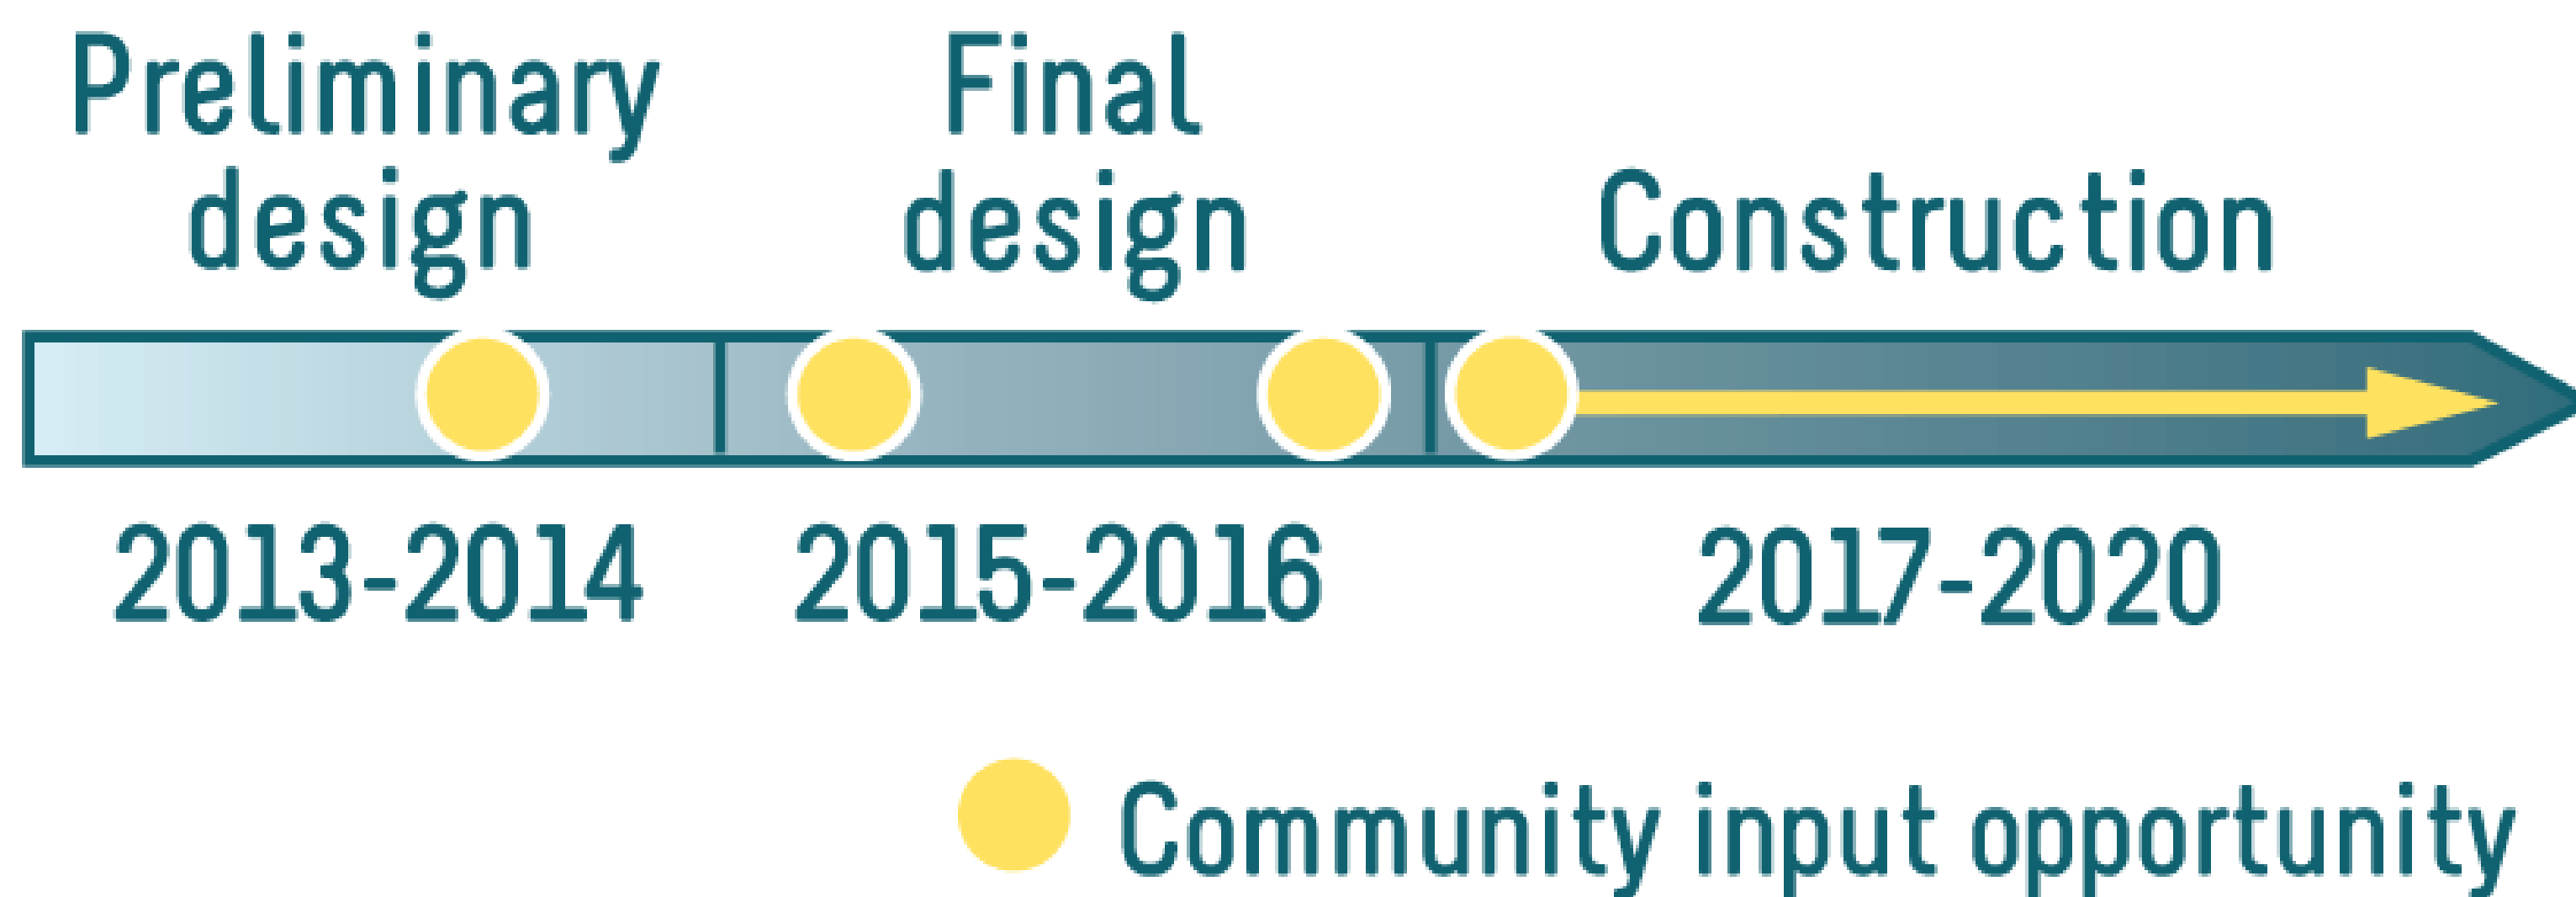 Preliminary
design
Final
design
Construction
2013-2014
2015-2016
2017-2020
Community input opportunity